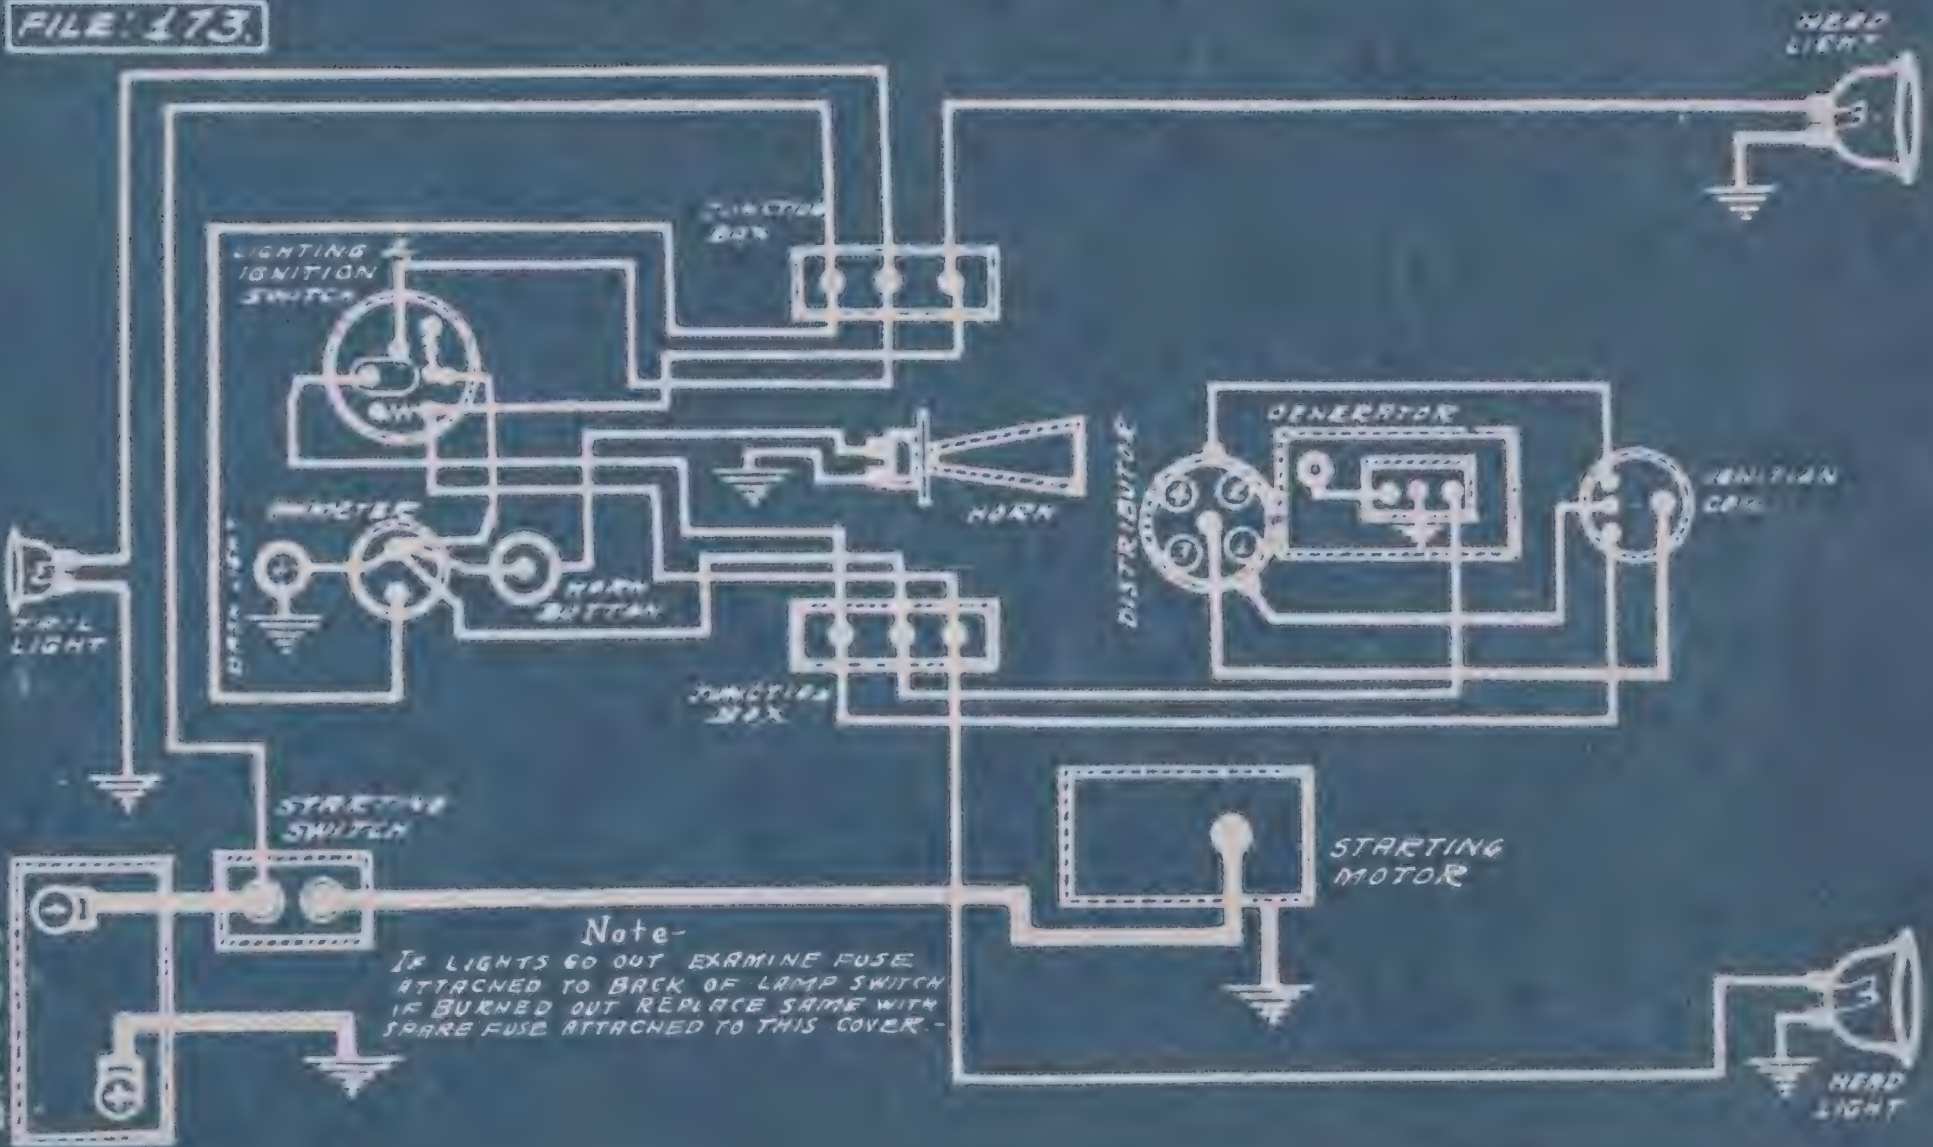 FILE: 173.
HEAD
LIGHT
JUNCTION
BOX
LIGHTING
IGNITION
SWITCH
GENERATOR
DISTRIBUTOR
IGNITION
COIL
HORN
AMMETER
DASH LIGHT
HORN
BUTTON
TAIL
LIGHT
JUNCTION
BOX
STARTING
SWITCH
STARTING
MOTOR
Note-
IF LIGHTS GO OUT EXAMINE FUSE
ATTACHED TO BACK OF LAMP SWITCH
IF BURNED OUT REPLACE SAME WITH
SPARE FUSE ATTACHED TO THIS COVER.-
HEAD
LIGHT